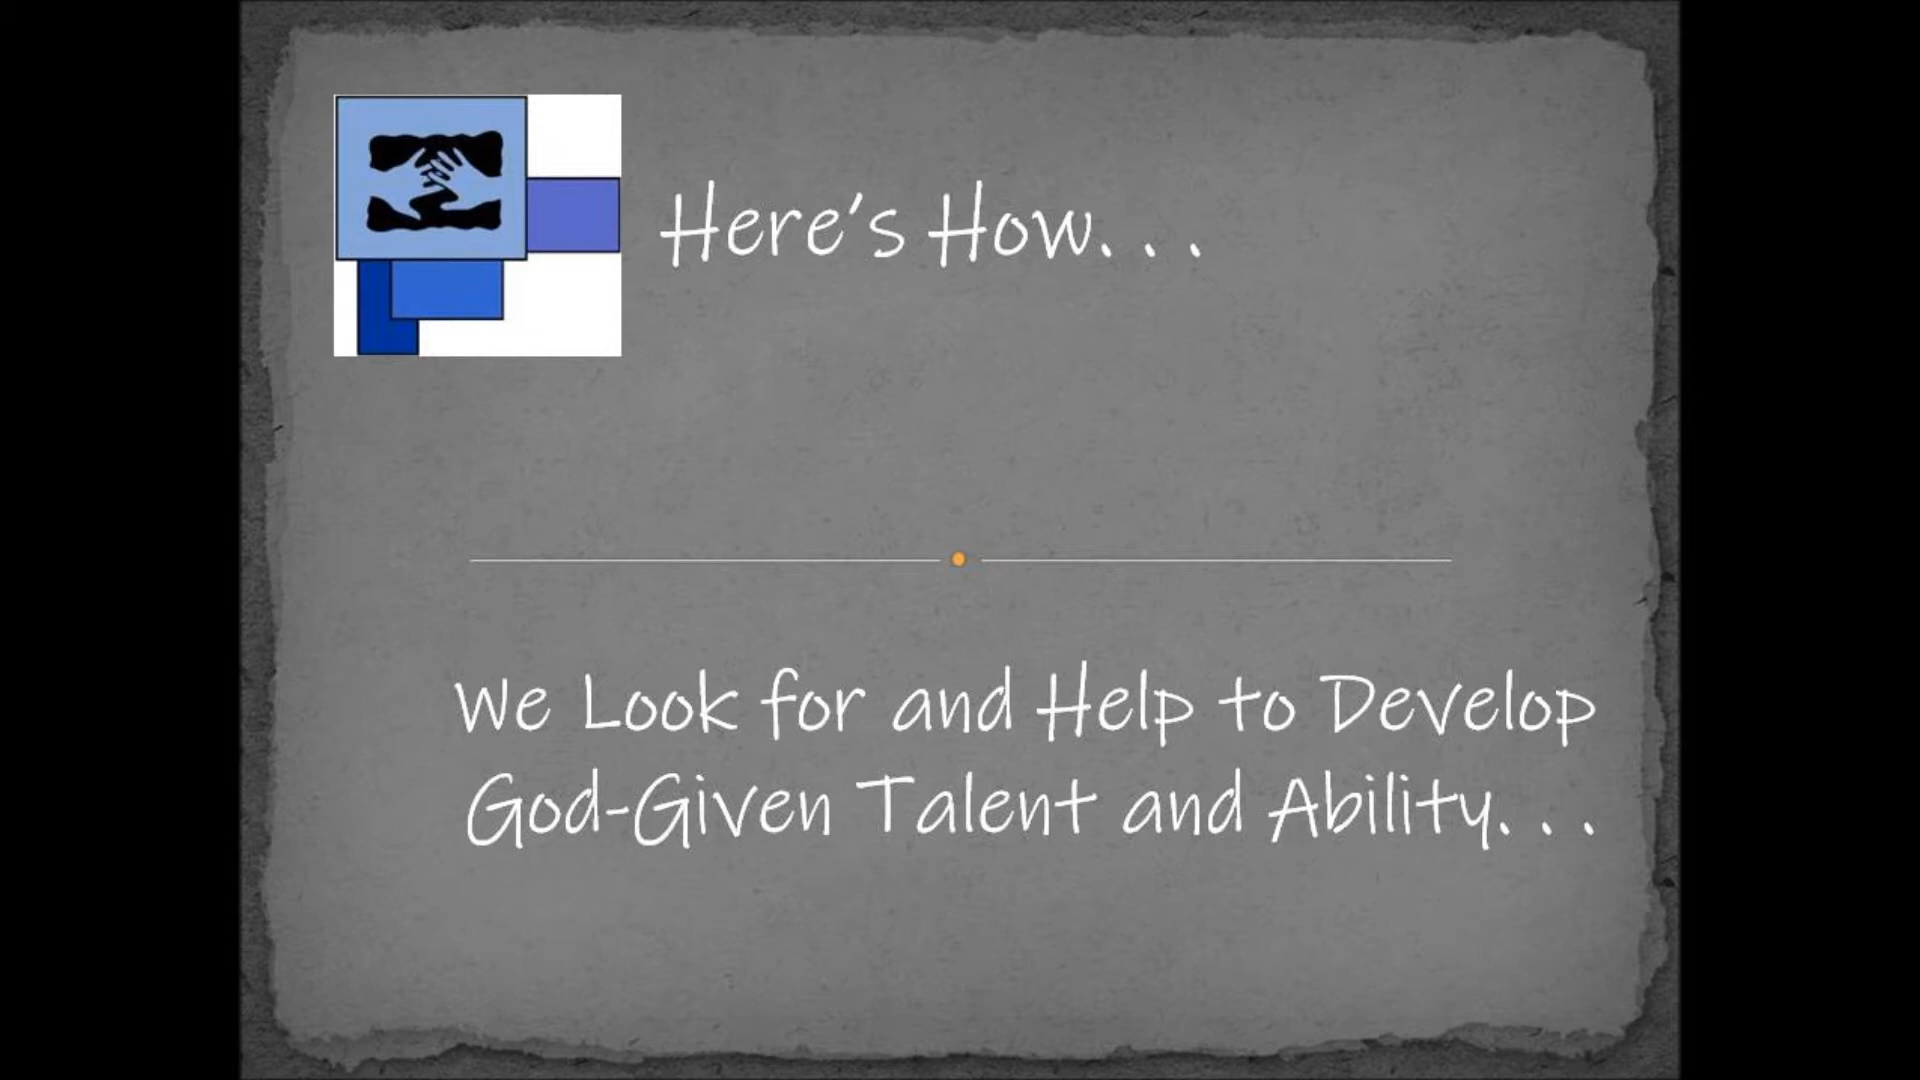 Here's How. . .
We Look for and Help to Develop
God-Given Talent and Ability. . .